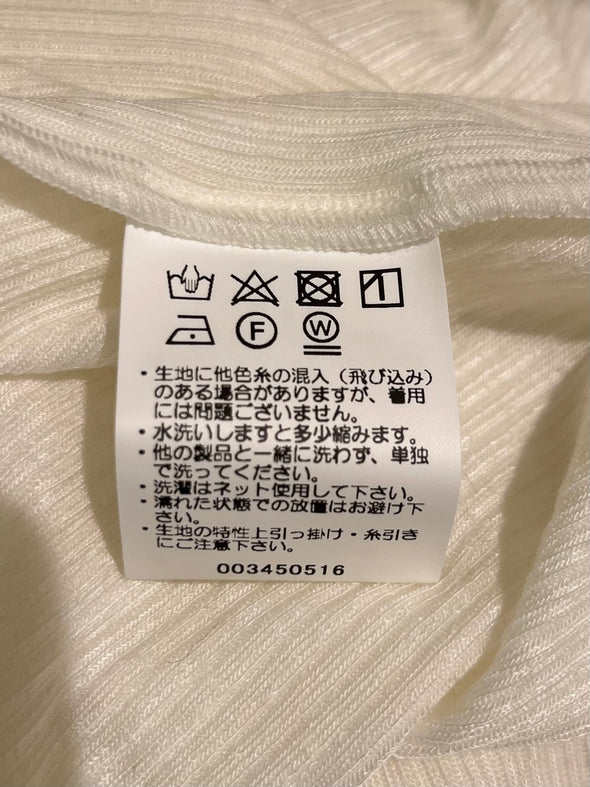 F W
・生地に他色糸の混入（飛び込み）
のある場合がありますが、着用
には問題ございません。
・水洗いしますと多少縮みます。
・他の製品と一緒に洗わず、単独
で洗ってください。
・洗濯はネット使用して下さい。
・濡れた状態での放置はお避け下
さい。
・生地の特性上引っ掛け・糸引き
にご注意下さい。
003450516